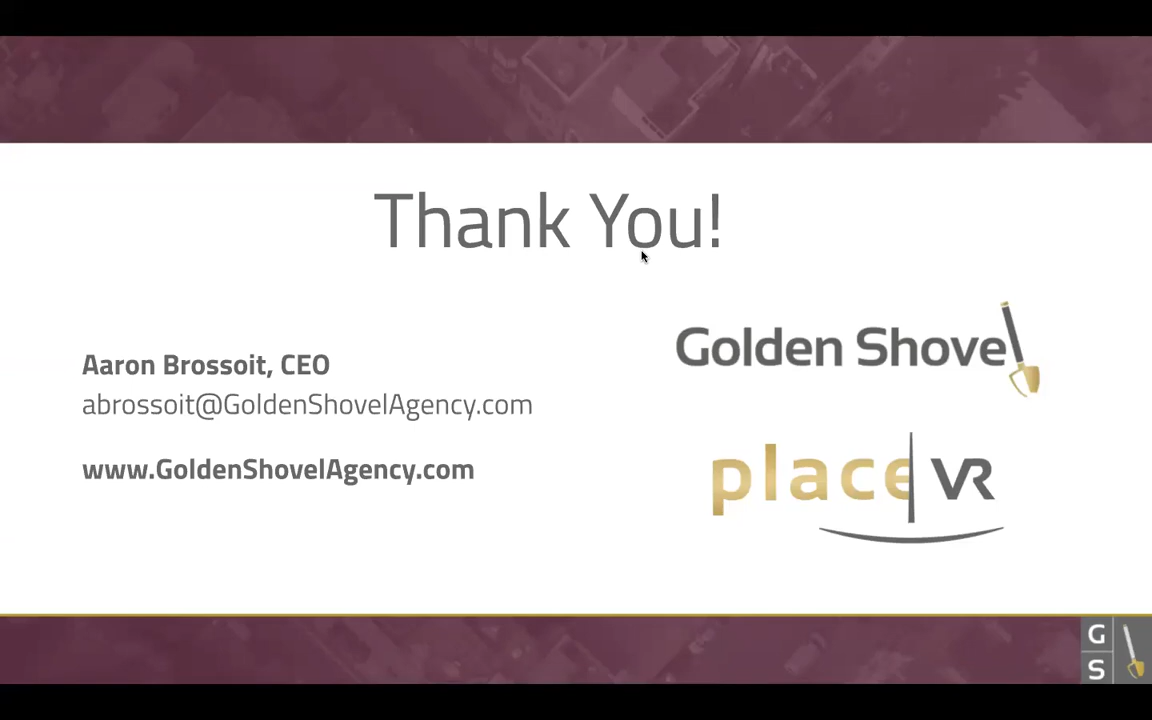 Thank You!
Aaron Brossoit, CEO
abrossoit@GoldenShovelAgency.com
www.GoldenShovelAgency.com
Golden Shovel
place VR
G
S